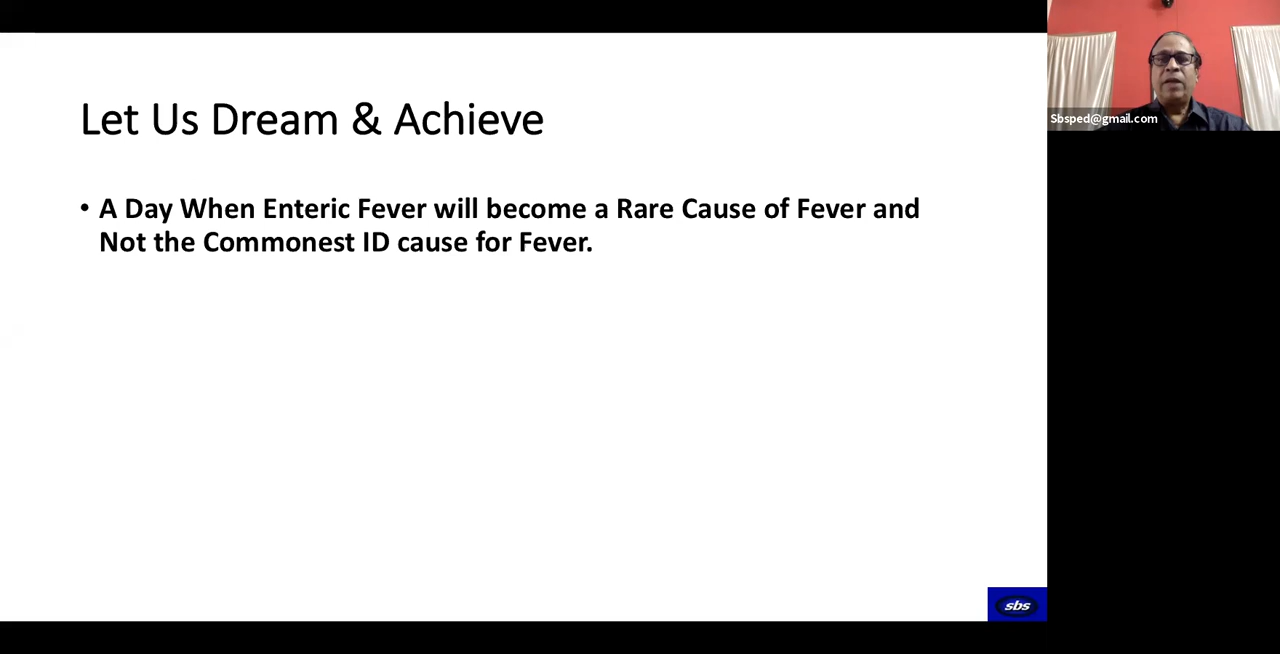 Let Us Dream & Achieve
• A Day When Enteric Fever will become a Rare Cause of Fever and
Not the Commonest ID cause for Fever.
Sbsped@gmail.com
sbs